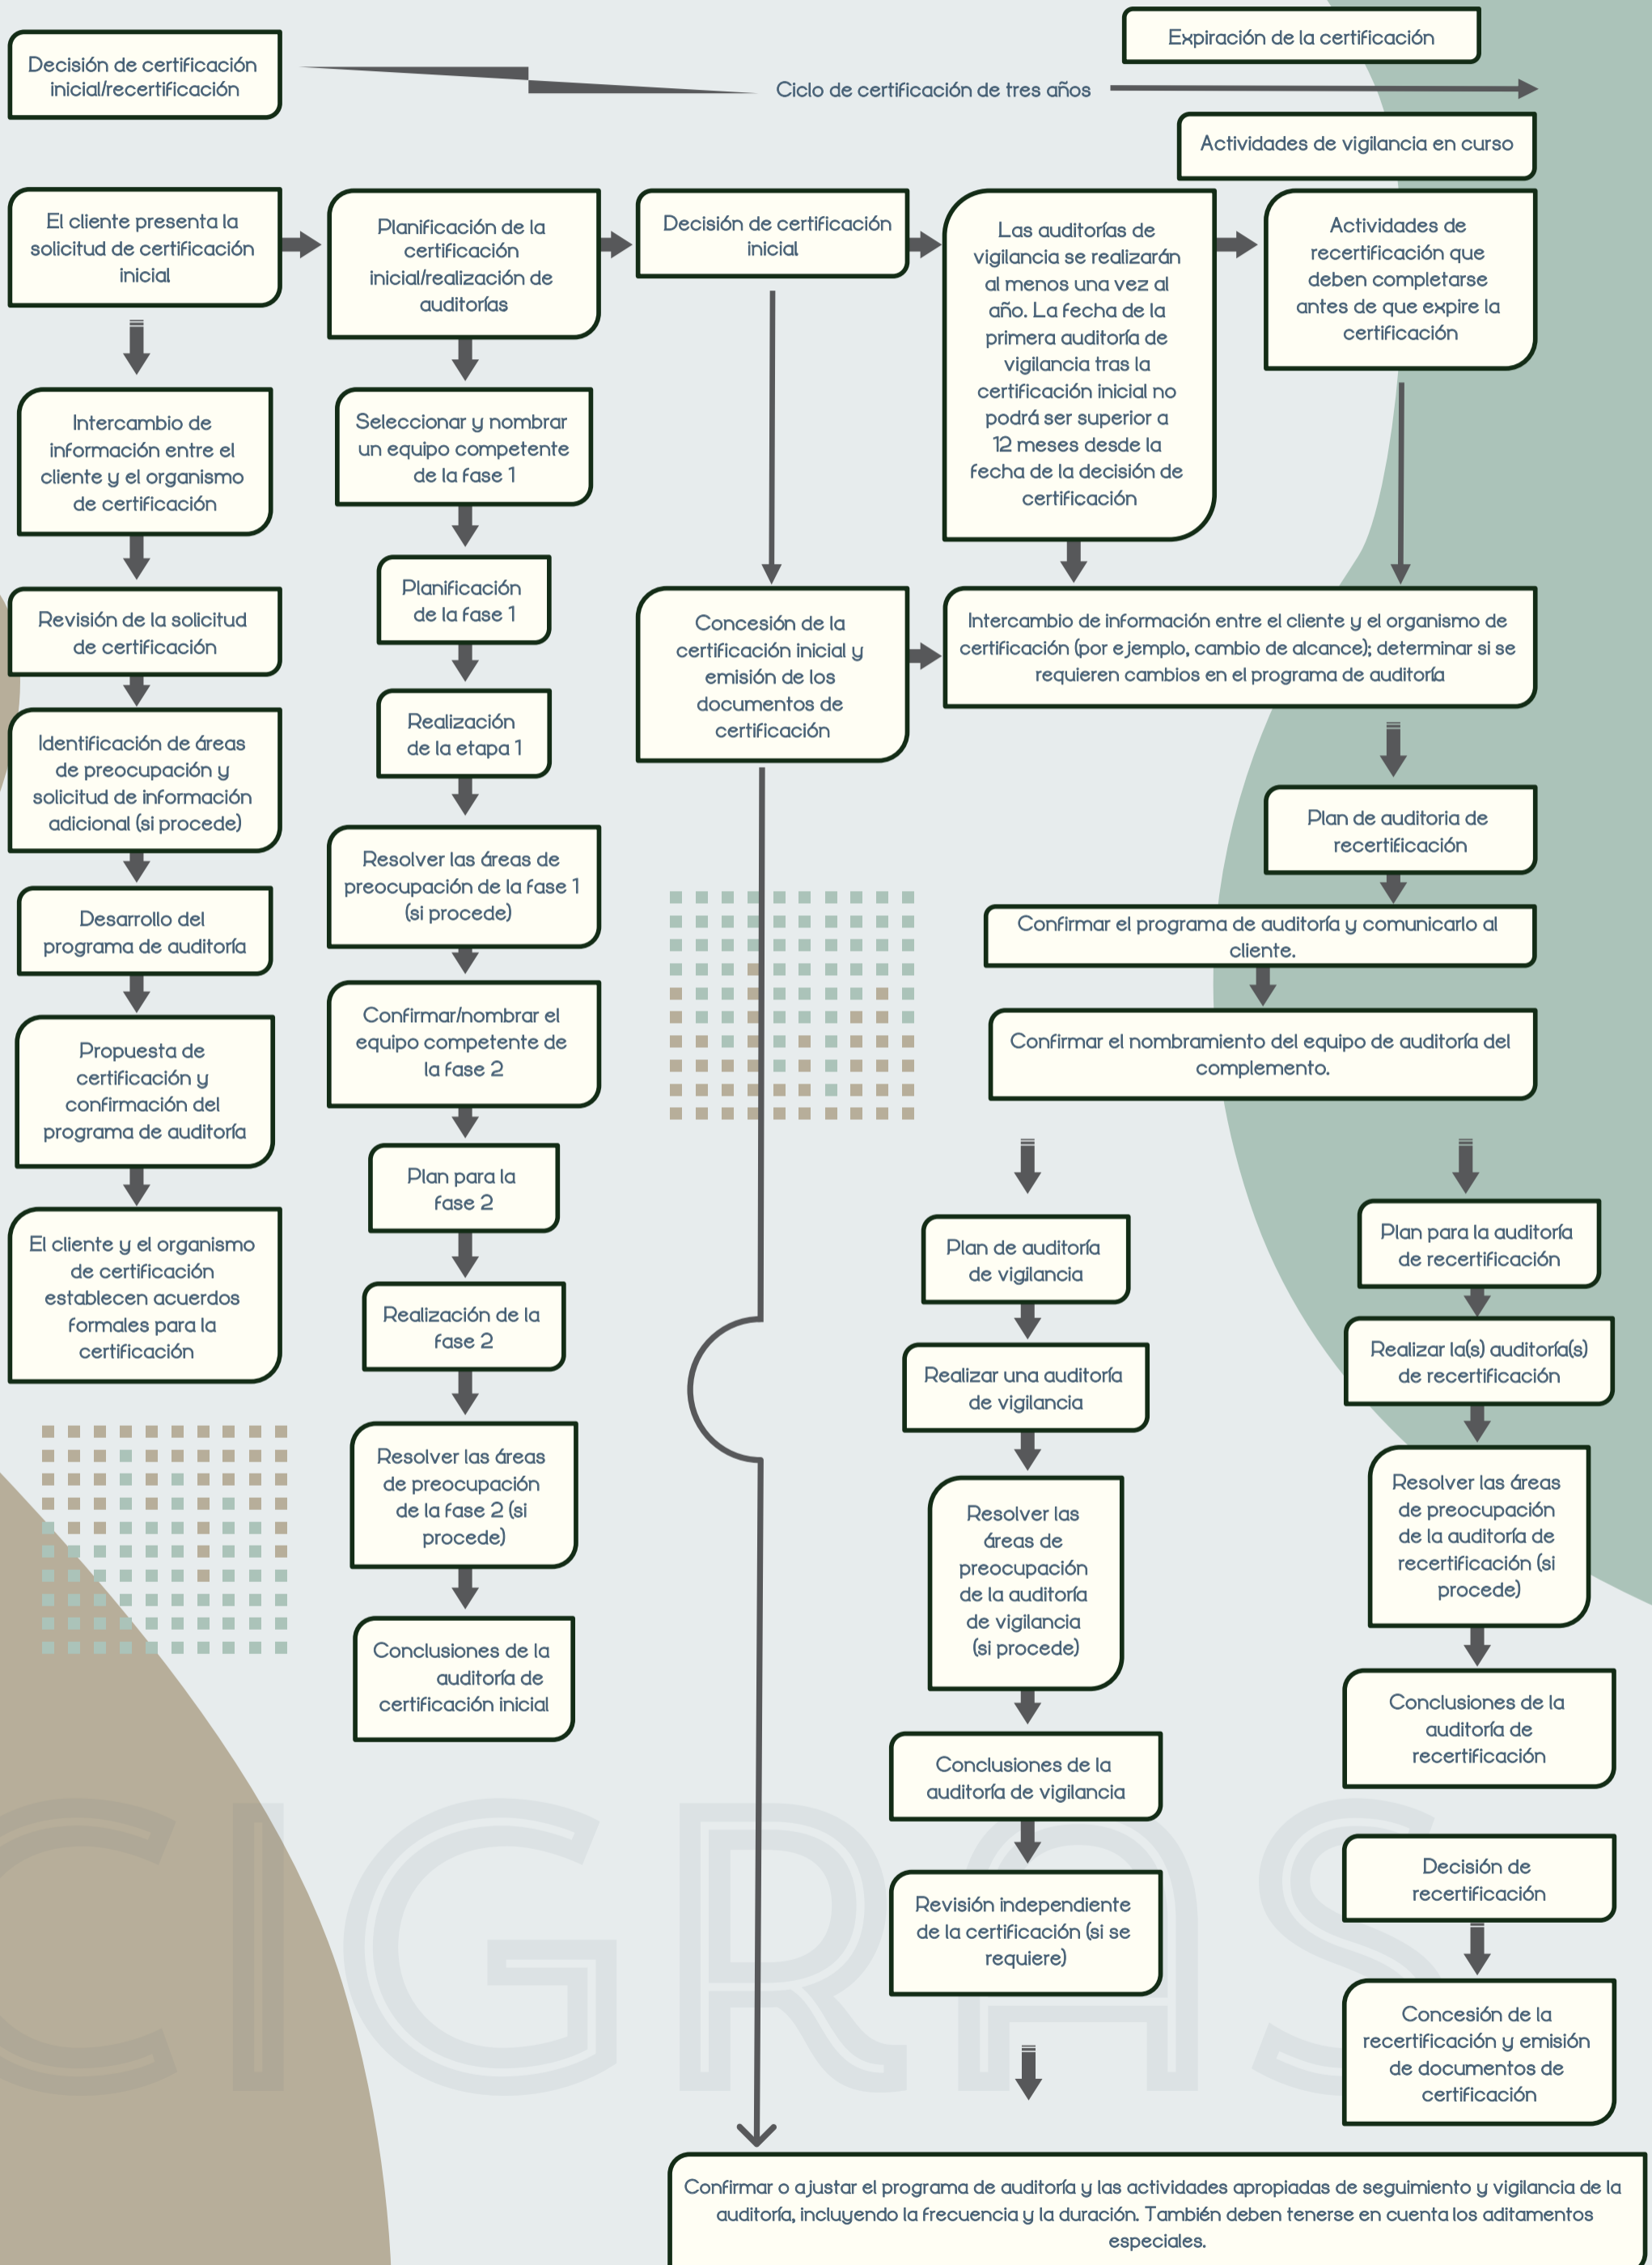 Decisión de certificación
inicial/recertificación
Ciclo de certificación de tres años
Expiración de la certificación
Actividades de vigilancia en curso
El cliente presenta la
solicitud de certificación
inicial
Intercambio de
información entre el
cliente y el organismo
de certificación
Revisión de la solicitud
de certificación
Identificación de áreas
de preocupación y
solicitud de información
adicional (si procede)
Desarrollo del
programa de auditoría
Propuesta de
certificación y
confirmación del
programa de auditoría
El cliente y el organismo
de certificación
establecen acuerdos
formales para la
certificación
Planificación de la
certificación
inicial/realización de
auditorías
Seleccionar y nombrar
un equipo competente
de la fase 1
Planificación
de la fase 1
Realización
de la etapa 1
Resolver las áreas de
preocupación de la fase 1
(si procede)
Confirmar/nombrar el
equipo competente de
la fase 2
Plan para la
fase 2
Realización de la
fase 2
Resolver las áreas
de preocupación
de la fase 2 (si
procede)
Conclusiones de la
auditoría de
certificación inicial
Decisión de certificación
inicial
Concesión de la
certificación inicial y
emisión de los
documentos de
certificación
Las auditorías de
vigilancia se realizarán
al menos una vez al
año. La fecha de la
primera auditoría de
vigilancia tras la
certificación inicial no
podrá ser superior a
12 meses desde la
fecha de la decisión de
certificación
Actividades de
recertificación que
deben completarse
antes de que expire la
certificación
Intercambio de información entre el cliente y el organismo de
certificación (por ejemplo, cambio de alcance); determinar si se
requieren cambios en el programa de auditoría
Plan de auditoria de
recertificación
Confirmar el programa de auditoría y comunicarlo al
cliente.
Confirmar el nombramiento del equipo de auditoría del
complemento.
Plan de auditoría
de vigilancia
Realizar una auditoría
de vigilancia
Resolver las
áreas de
preocupación
de la auditoría
de vigilancia
(si procede)
Conclusiones de la
auditoría de vigilancia
Revisión independiente
de la certificación (si se
requiere)
Plan para la auditoría
de recertificación
Realizar la(s) auditoría(s)
de recertificación
Resolver las áreas
de preocupación
de la auditoría de
recertificación (si
procede)
Conclusiones de la
auditoría de
recertificación
Decisión de
recertificación
Concesión de la
recertificación y emisión
de documentos de
certificación
Confirmar o ajustar el programa de auditoría y las actividades apropiadas de seguimiento y vigilancia de la
auditoría, incluyendo la frecuencia y la duración. También deben tenerse en cuenta los aditamentos
especiales.
CIGRAS